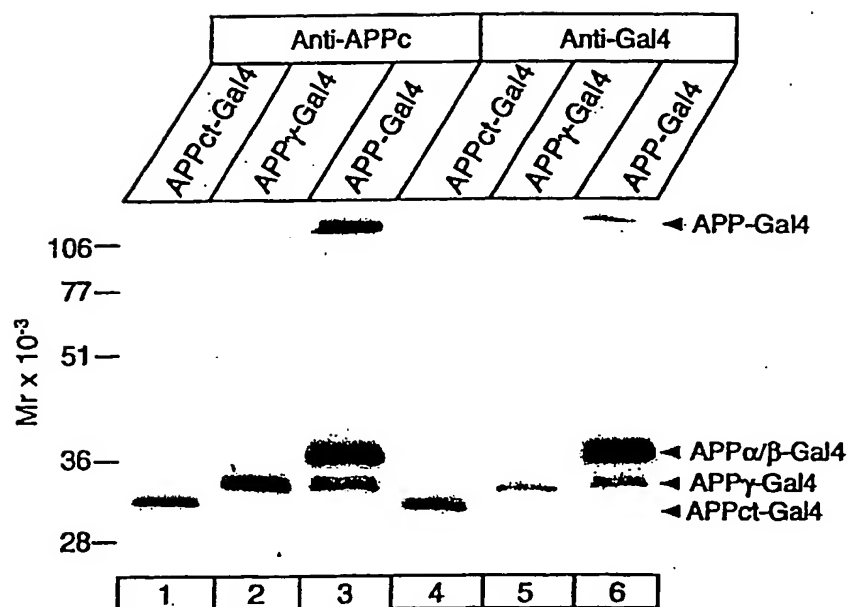 Anti-APPc Anti-Gal4
APPct-Gal4 APPγ-Gal4 APP-Gal4 APPct-Gal4 APPγ-Gal4 APP-Gal4
Mr x 10⁻³
◄ APP-Gal4
106
77
51
36
◄ APPα/β-Gal4
◄ APPγ-Gal4
◄ APPct-Gal4
28
1 2 3 4 5 6